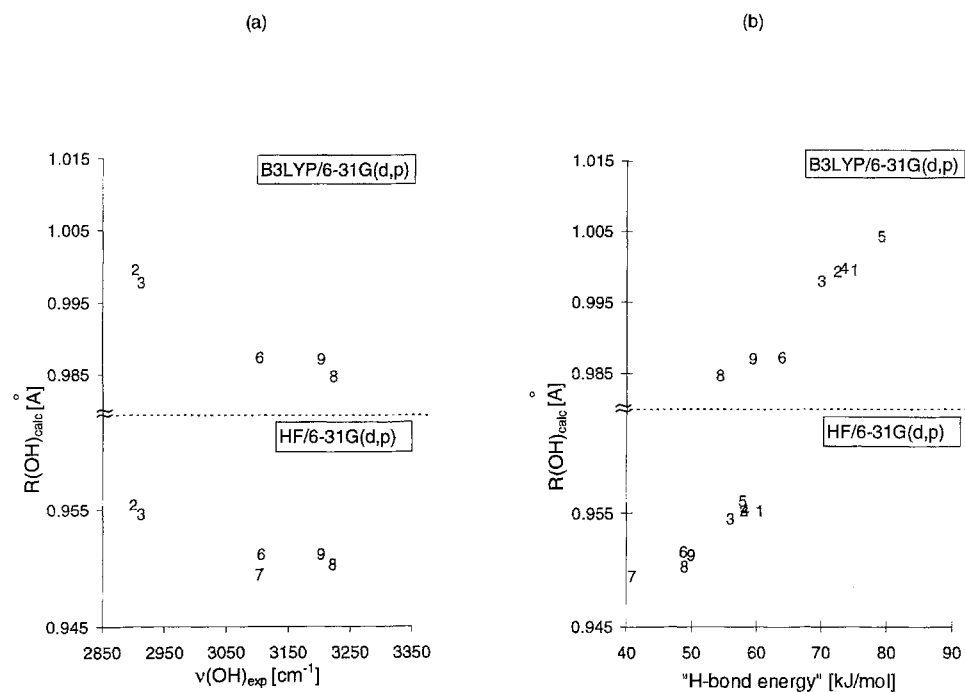 (a)
1.015
B3LYP/6-31G(d,p)
1.005
2
3
0.995
6
9
8
0.985
R(OH)calc [Å]
HF/6-31G(d,p)
2
3
0.955
6
9
8
7
0.945
2850 2950 3050 3150 3250 3350
ν(OH)exp [cm-1]
(b)
1.015
B3LYP/6-31G(d,p)
1.005
5
2 4 1
3
0.995
9 6
8
0.985
R(OH)calc [Å]
HF/6-31G(d,p)
5
1
3
0.955
6 9
8
7
0.945
40 50 60 70 80 90
"H-bond energy" [kJ/mol]